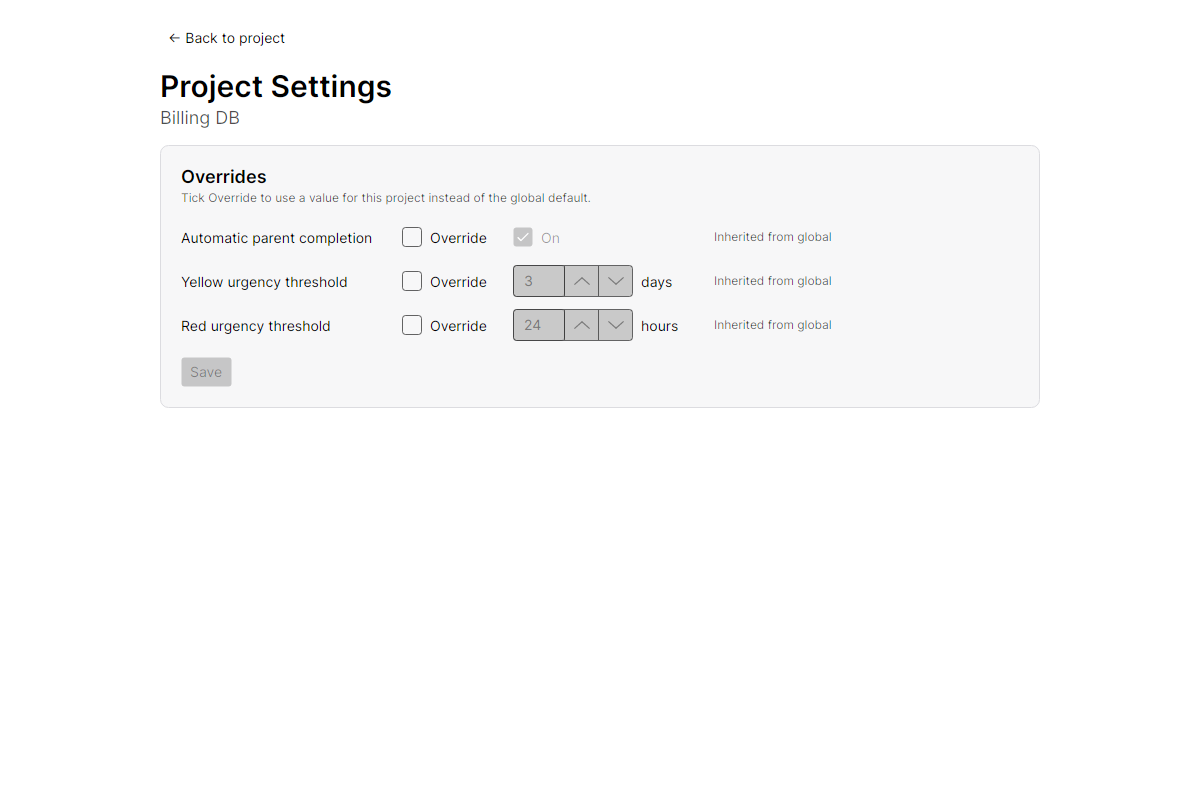 ← Back to project
Project Settings
Billing DB
Overrides
Tick Override to use a value for this project instead of the global default.
Automatic parent completion Override On Inherited from global
Yellow urgency threshold Override 3 days Inherited from global
Red urgency threshold Override 24 hours Inherited from global
Save